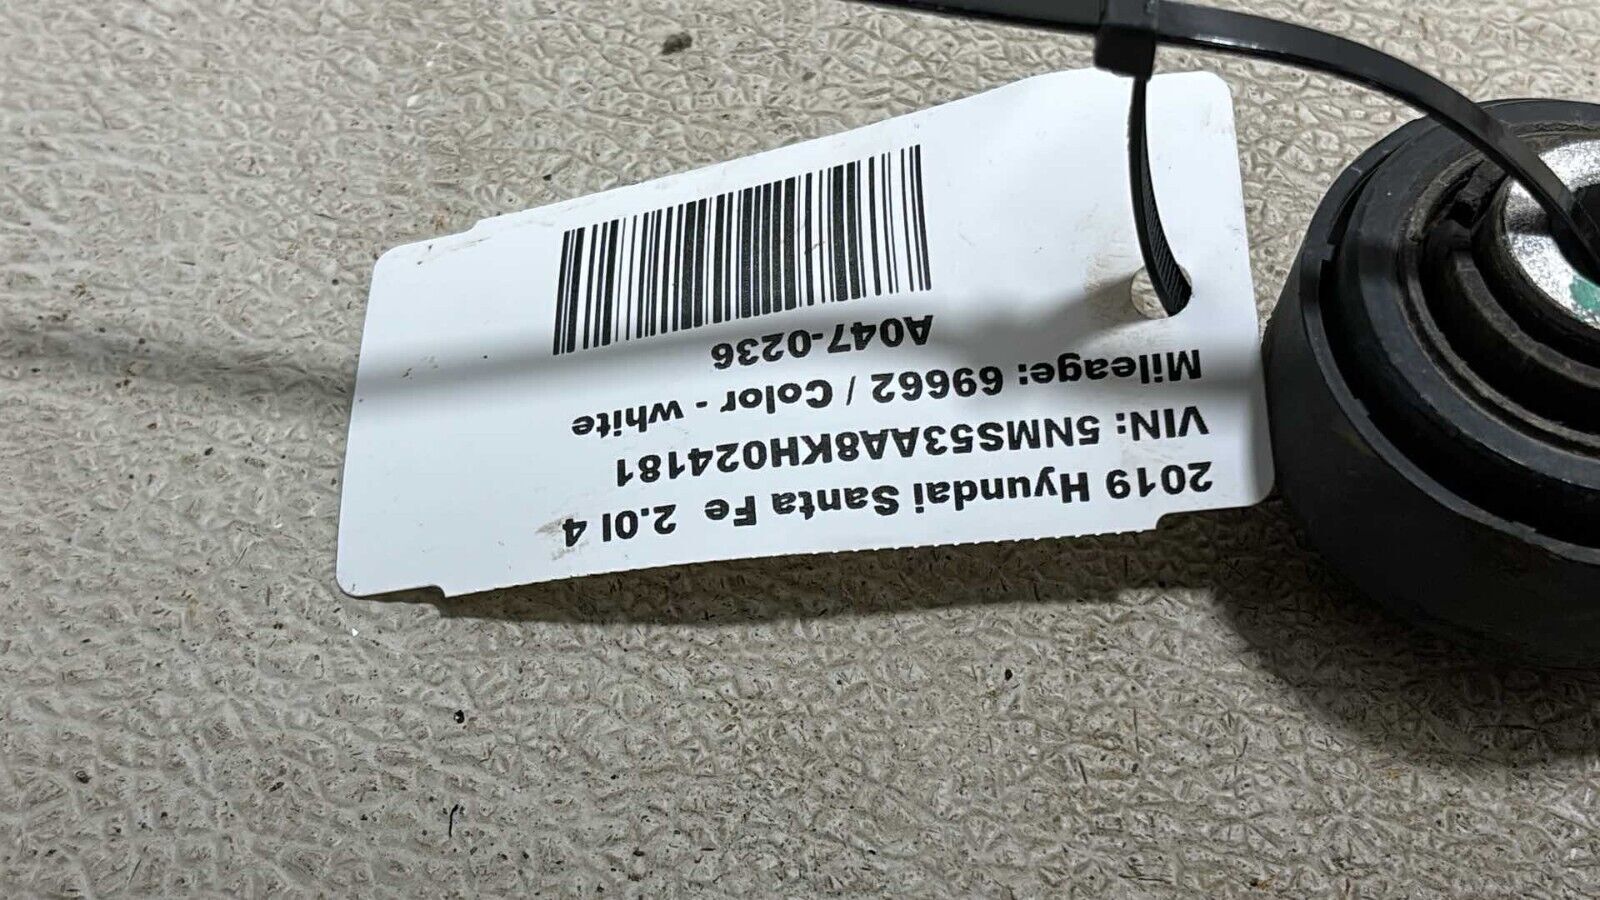 2019 Hyundai Santa Fe 2.0l 4
VIN: 5NMS53AA8KH024181
Mileage: 69662 / Color - white
A047-0236